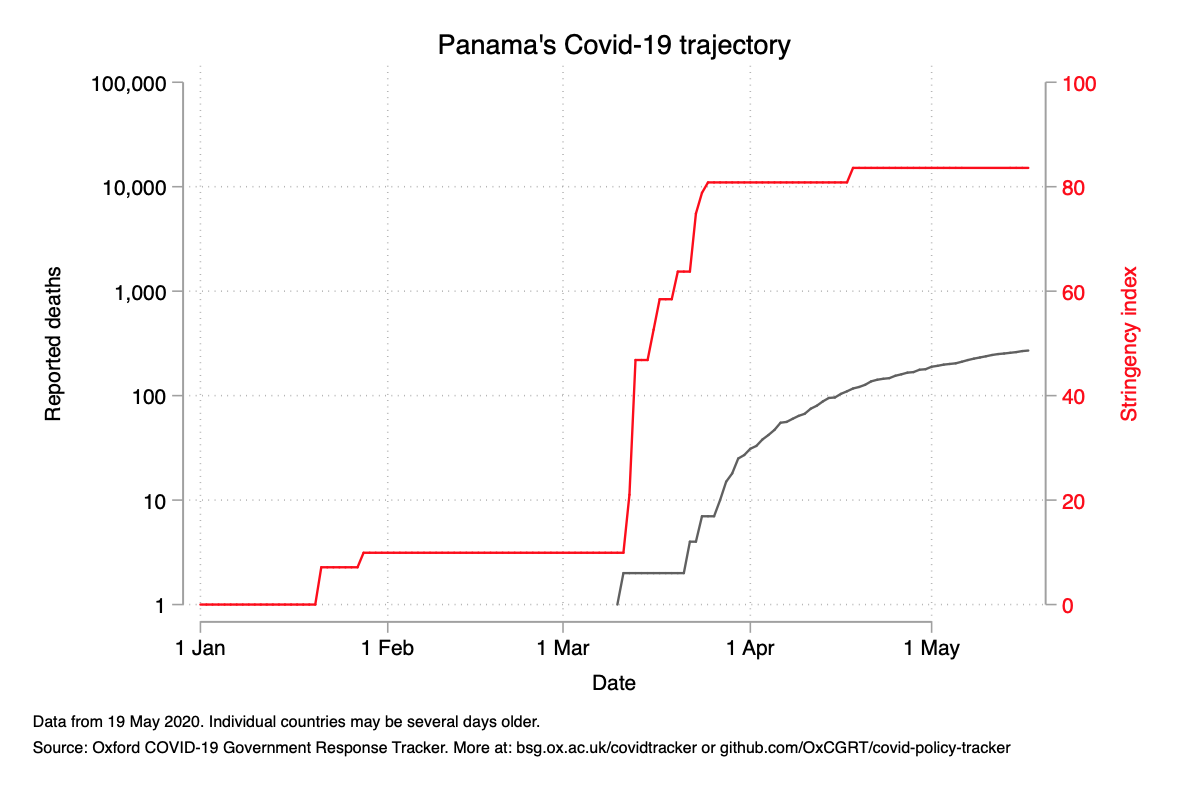 Panama's Covid-19 trajectory
100,000
10,000
1,000
100
10
1
Reported deaths
100
80
60
40
20
0
Stringency index
1 Jan
1 Feb
1 Mar
1 Apr
1 May
Date
Data from 19 May 2020. Individual countries may be several days older.
Source: Oxford COVID-19 Government Response Tracker. More at: bsg.ox.ac.uk/covidtracker or github.com/OxCGRT/covid-policy-tracker